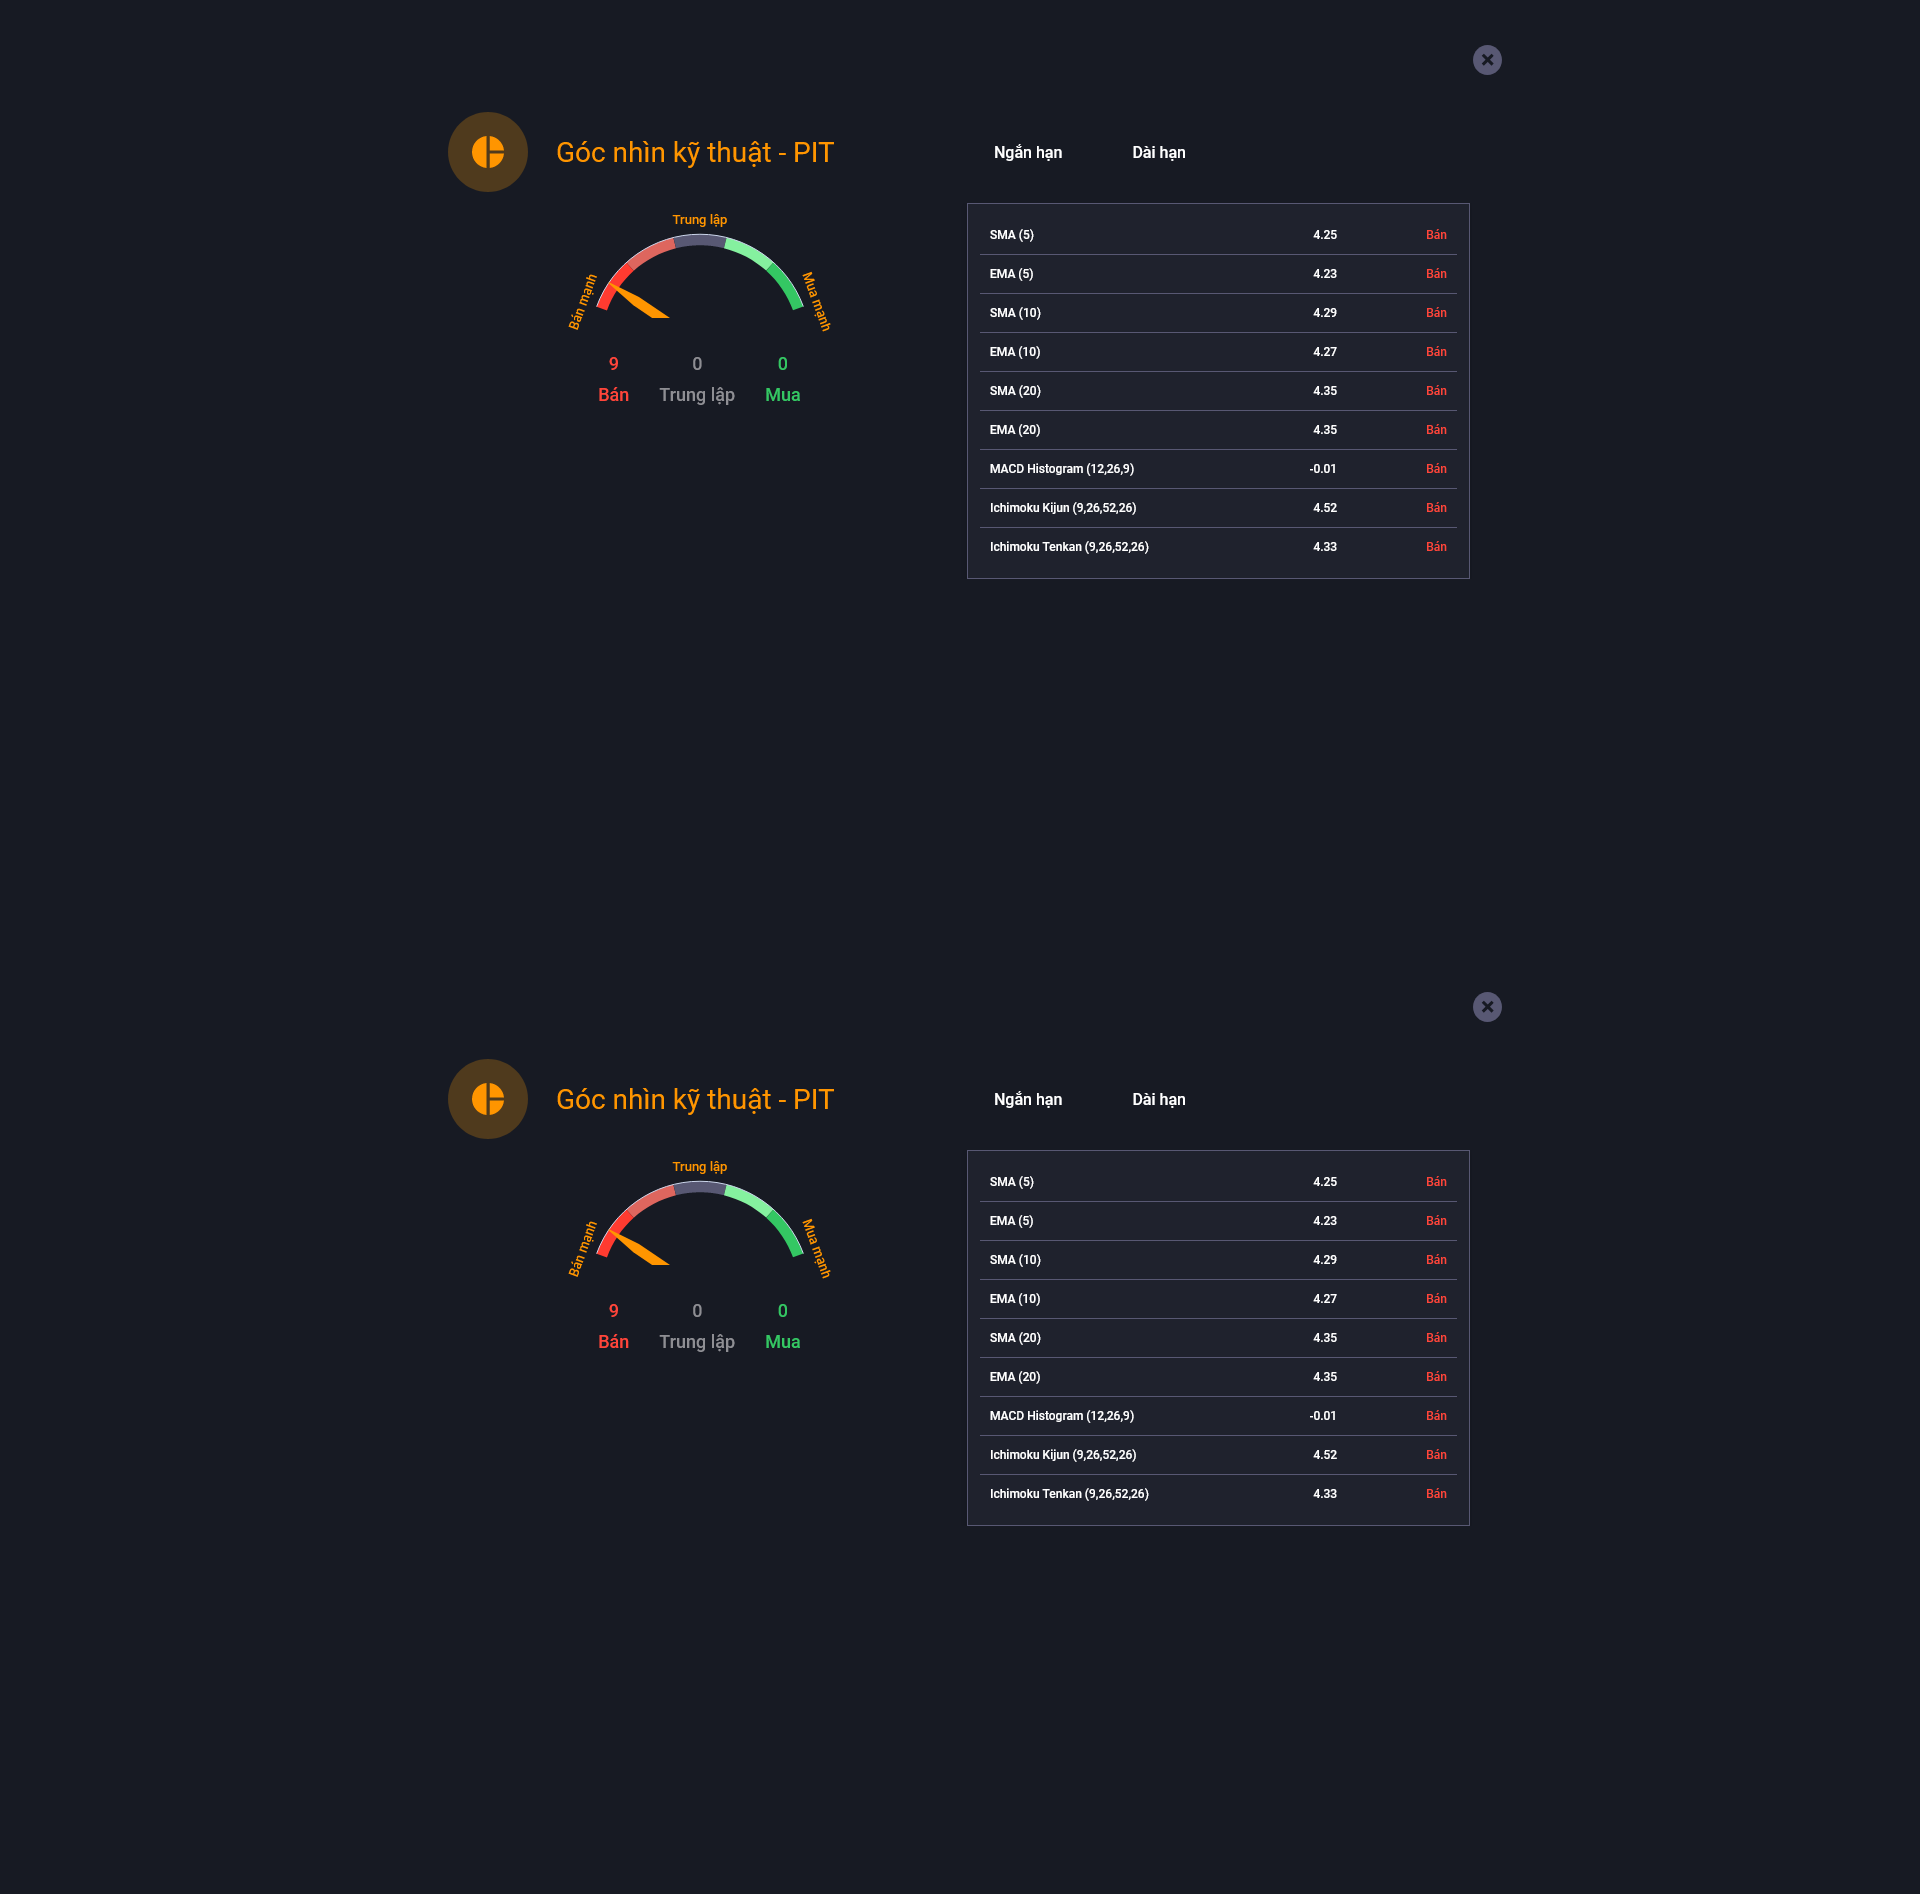 Góc nhìn kỹ thuật - PIT
Ngắn hạn Dài hạn
Trung lập
Bán mạnh
Mua mạnh
9 0 0
Bán Trung lập Mua
SMA (5) 4.25 Bán
EMA (5) 4.23 Bán
SMA (10) 4.29 Bán
EMA (10) 4.27 Bán
SMA (20) 4.35 Bán
EMA (20) 4.35 Bán
MACD Histogram (12,26,9) -0.01 Bán
Ichimoku Kijun (9,26,52,26) 4.52 Bán
Ichimoku Tenkan (9,26,52,26) 4.33 Bán
Góc nhìn kỹ thuật - PIT
Ngắn hạn Dài hạn
Trung lập
Bán mạnh
Mua mạnh
9 0 0
Bán Trung lập Mua
SMA (5) 4.25 Bán
EMA (5) 4.23 Bán
SMA (10) 4.29 Bán
EMA (10) 4.27 Bán
SMA (20) 4.35 Bán
EMA (20) 4.35 Bán
MACD Histogram (12,26,9) -0.01 Bán
Ichimoku Kijun (9,26,52,26) 4.52 Bán
Ichimoku Tenkan (9,26,52,26) 4.33 Bán